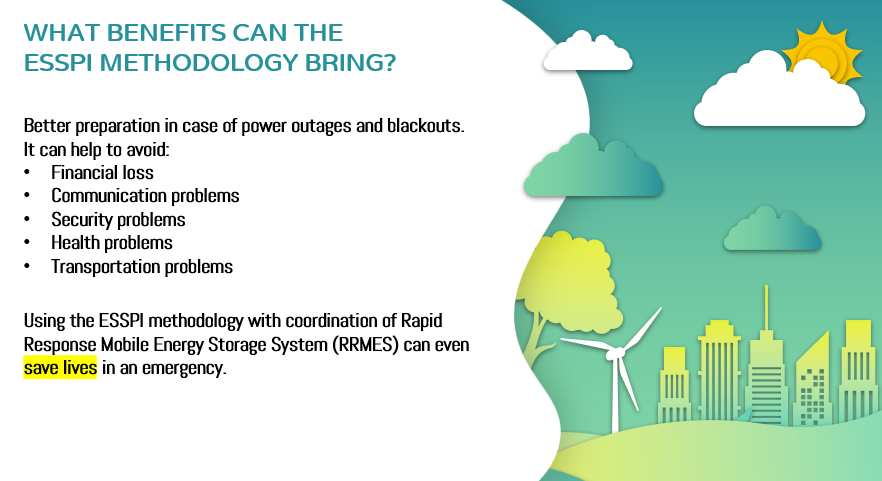 WHAT BENEFITS CAN THE
ESSPI METHODOLOGY BRING?
Better preparation in case of power outages and blackouts.
It can help to avoid:
• Financial loss
• Communication problems
• Security problems
• Health problems
• Transportation problems
Using the ESSPI methodology with coordination of Rapid
Response Mobile Energy Storage System (RRMES) can even
save lives in an emergency.